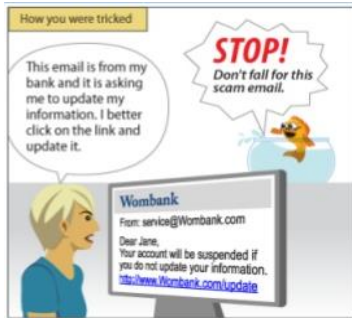 How you were tricked
This email is from my
bank and it is asking
me to update my
information. I better
click on the link and
update it.
STOP!
Don't fall for this
scam email.
Wombank
From: service@Wombank.com
Dear Jane,
Your account will be suspended if
you do not update your information.
http://www.Wombank.com/update